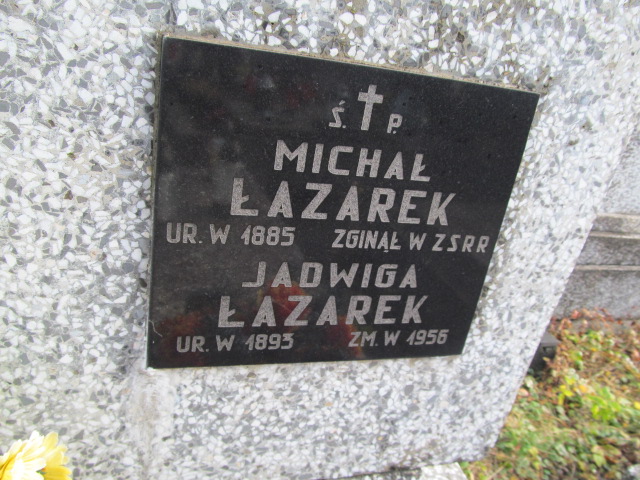 Ś. P.
MICHAŁ
ŁAZAREK
UR. W 1885 ZGINĄŁ W ZSRR
JADWIGA
ŁAZAREK
UR. W 1893 ZM. W 1956